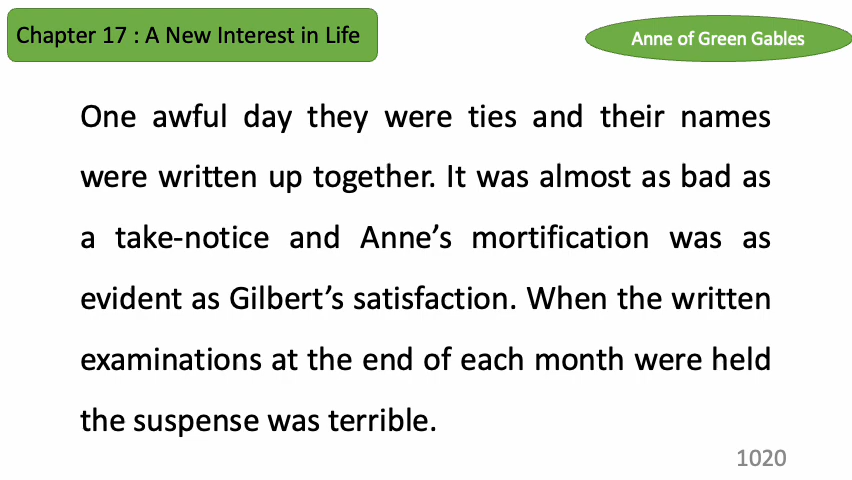 Chapter 17 : A New Interest in Life
Anne of Green Gables
One awful day they were ties and their names
were written up together. It was almost as bad as
a take-notice and Anne’s mortification was as
evident as Gilbert’s satisfaction. When the written
examinations at the end of each month were held
the suspense was terrible.
1020